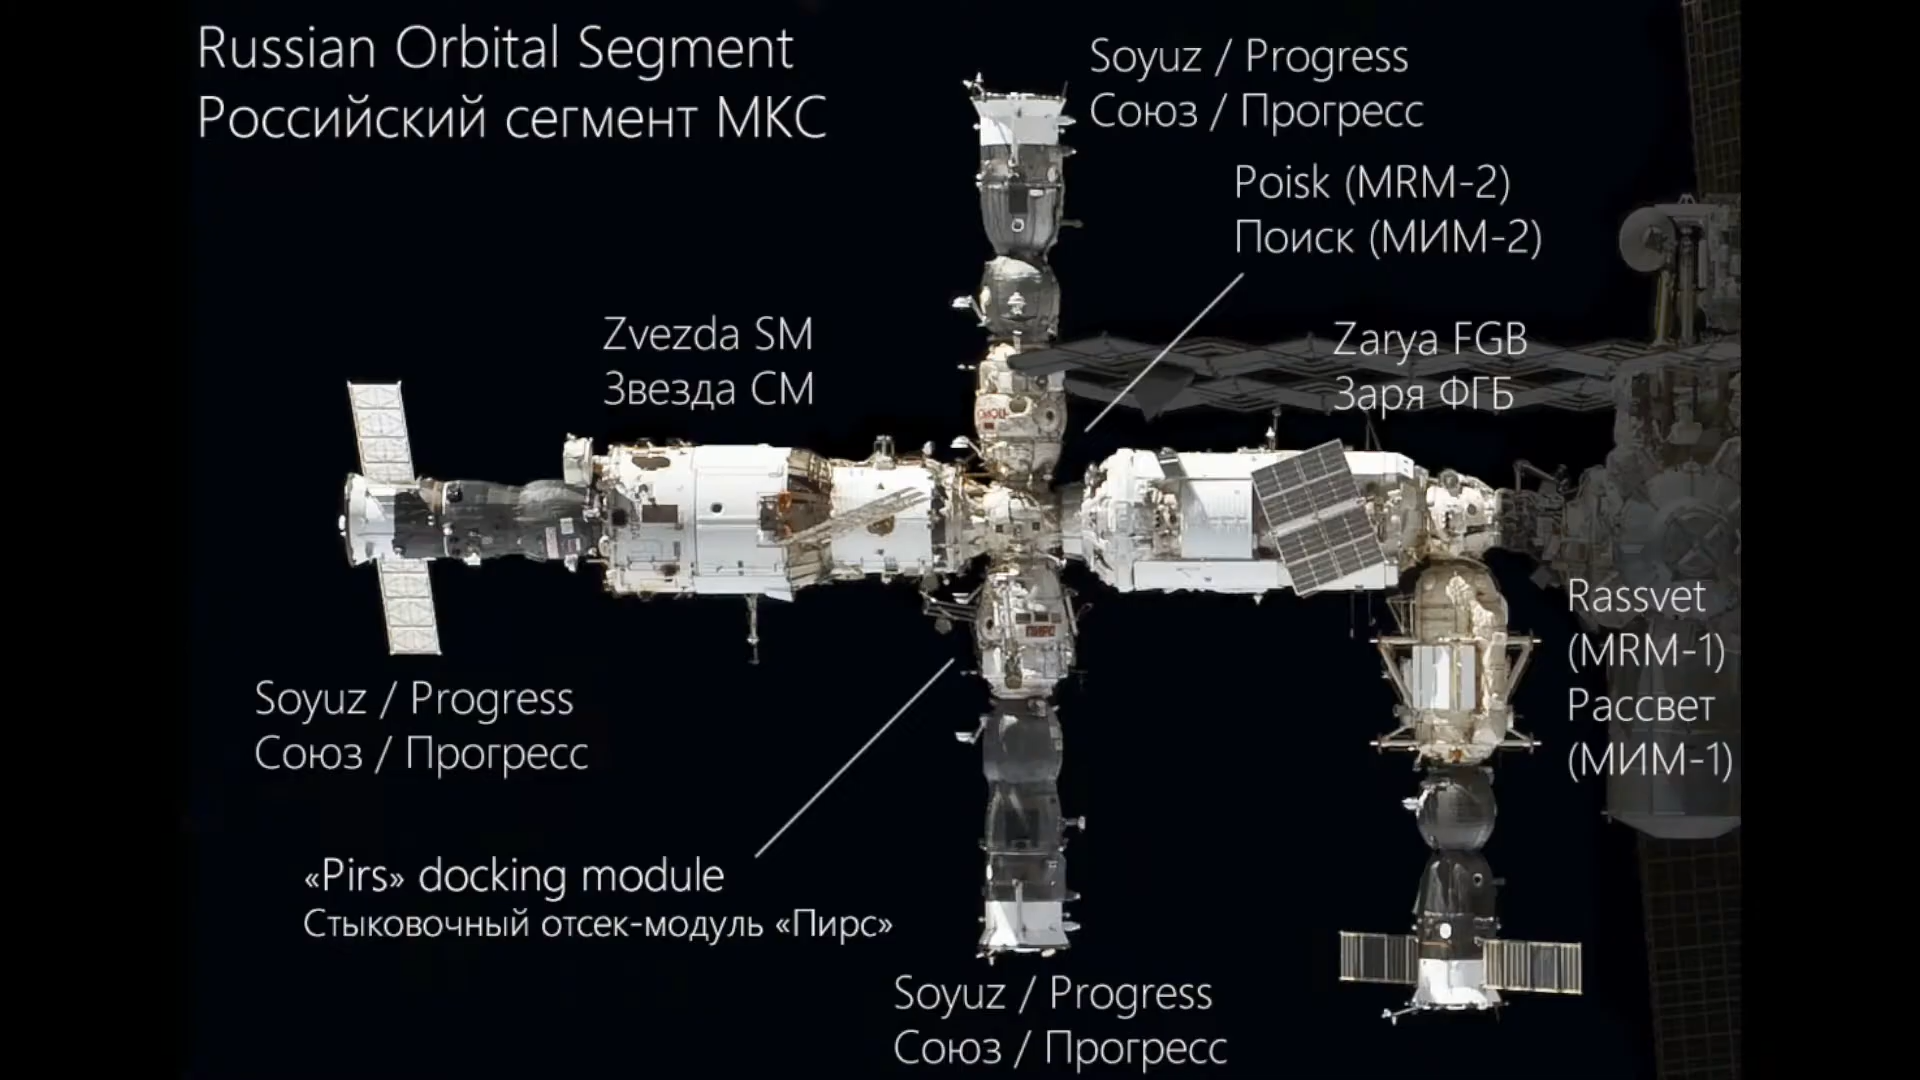 Russian Orbital Segment
Российский сегмент МКС
Soyuz / Progress
Союз / Прогресс
Poisk (MRM-2)
Поиск (МИМ-2)
Zvezda SM
Звезда СМ
Zarya FGB
Заря ФГБ
ПИРС
Rassvet
(MRM-1)
Рассвет
(МИМ-1)
Soyuz / Progress
Союз / Прогресс
«Pirs» docking module
Стыковочный отсек-модуль «Пирс»
Soyuz / Progress
Союз / Прогресс